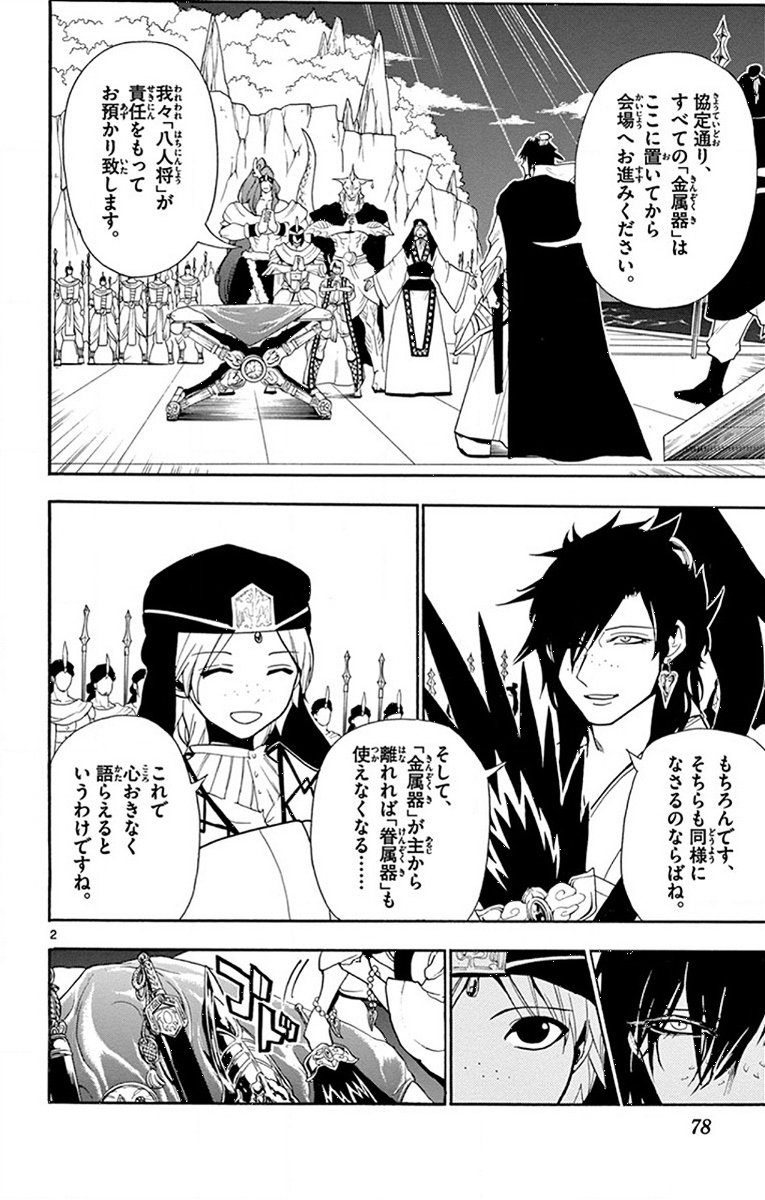 協定通り、
すべての「金属器」は
ここに置いてから
会場へお進みください。
我々「八人将」が
責任をもって
お預かり致します。
もちろんです、
そちらも同様に
なさるのならばね。
そして、
「金属器」が主から
離れれば「眷属器」も
使えなくなる……
これで
心おきなく
語らえると
いうわけですね。
2
ゴドッ
78